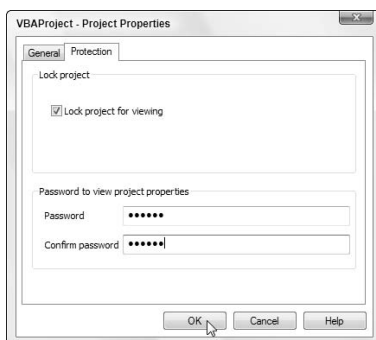 VBAProject - Project Properties
General Protection
Lock project
Lock project for viewing
Password to view project properties
Password ••••••
Confirm password ••••••
OK Cancel Help